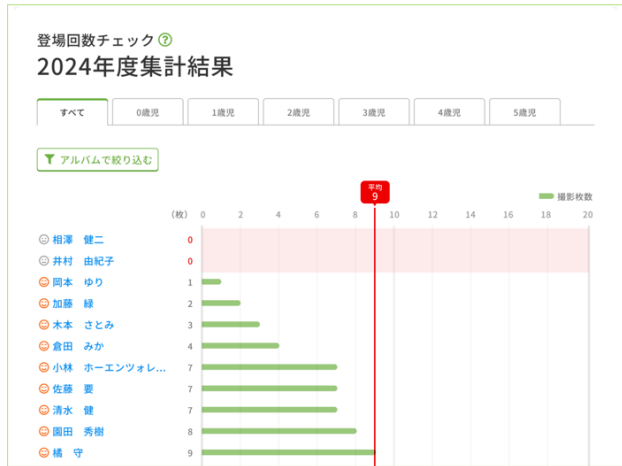 登場回数チェック ?
2024年度集計結果
すべて 0歳児 1歳児 2歳児 3歳児 4歳児 5歳児
アルバムで絞り込む
平均
9
撮影枚数
(枚) 0 2 4 6 8 10 12 14 16 18 20
相澤 健二 0
井村 由紀子 0
岡本 ゆり 1
加藤 緑 2
木本 さとみ 3
倉田 みか 4
小林 ホーエンツォレ... 7
佐藤 要 7
清水 健 7
園田 秀樹 8
橘 守 9